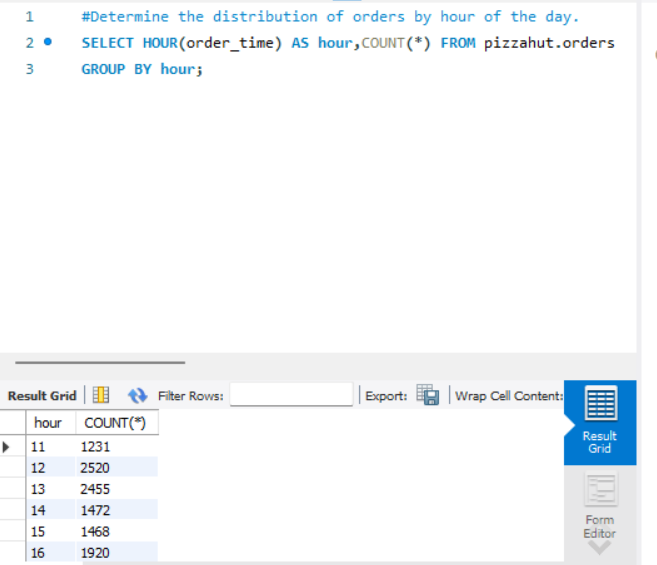 1 #Determine the distribution of orders by hour of the day.
2 SELECT HOUR(order_time) AS hour,COUNT(*) FROM pizzahut.orders
3 GROUP BY hour;
Result Grid Filter Rows: Export: Wrap Cell Content:
hour COUNT(*)
11 1231
12 2520
13 2455
14 1472
15 1468
16 1920
Result
Grid
Form
Editor